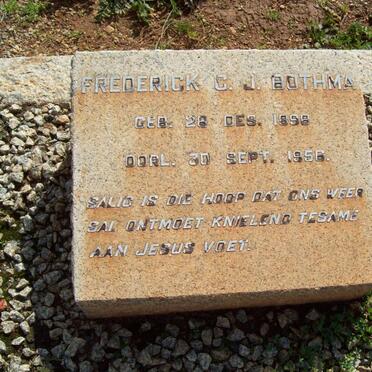 FREDERICK C. J. BOTHMA
GEB. 28 DES. 1898
OORL. 30 SEPT. 1958.
SALIG IS DIE HOOP DAT ONS WEER
SAL ONTMOET KNIELEND TESAME
AAN JESUS VOET.